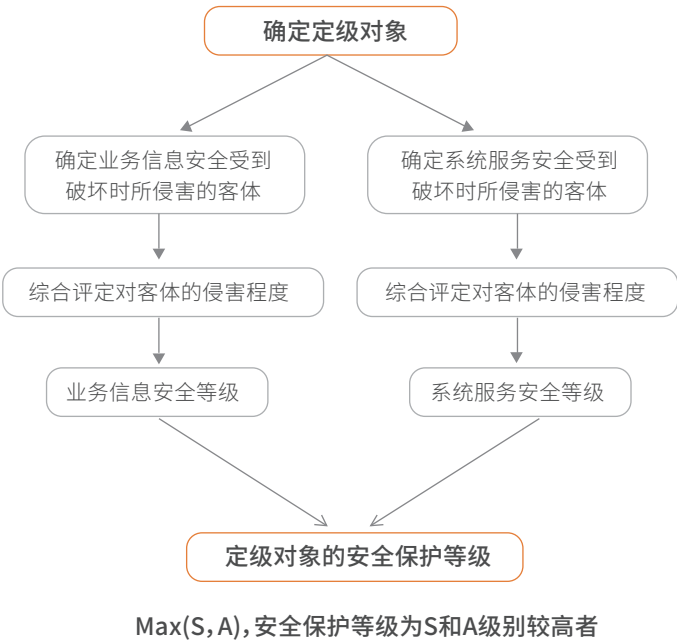 确定定级对象
确定业务信息安全受到
破坏时所侵害的客体
确定系统服务安全受到
破坏时所侵害的客体
综合评定对客体的侵害程度
综合评定对客体的侵害程度
业务信息安全等级
系统服务安全等级
定级对象的安全保护等级
Max(S，A)，安全保护等级为S和A级别较高者